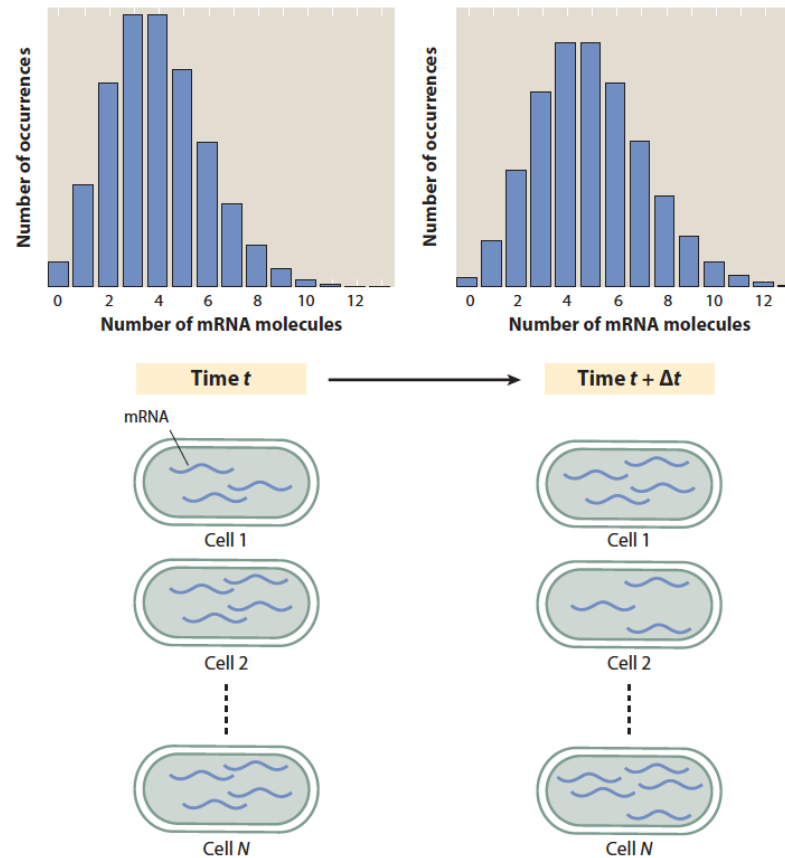 Number of occurrences
0 2 4 6 8 10 12
Number of mRNA molecules
Number of occurrences
0 2 4 6 8 10 12
Number of mRNA molecules
Time t
Time t + Δt
mRNA
Cell 1
Cell 1
Cell 2
Cell 2
Cell N
Cell N